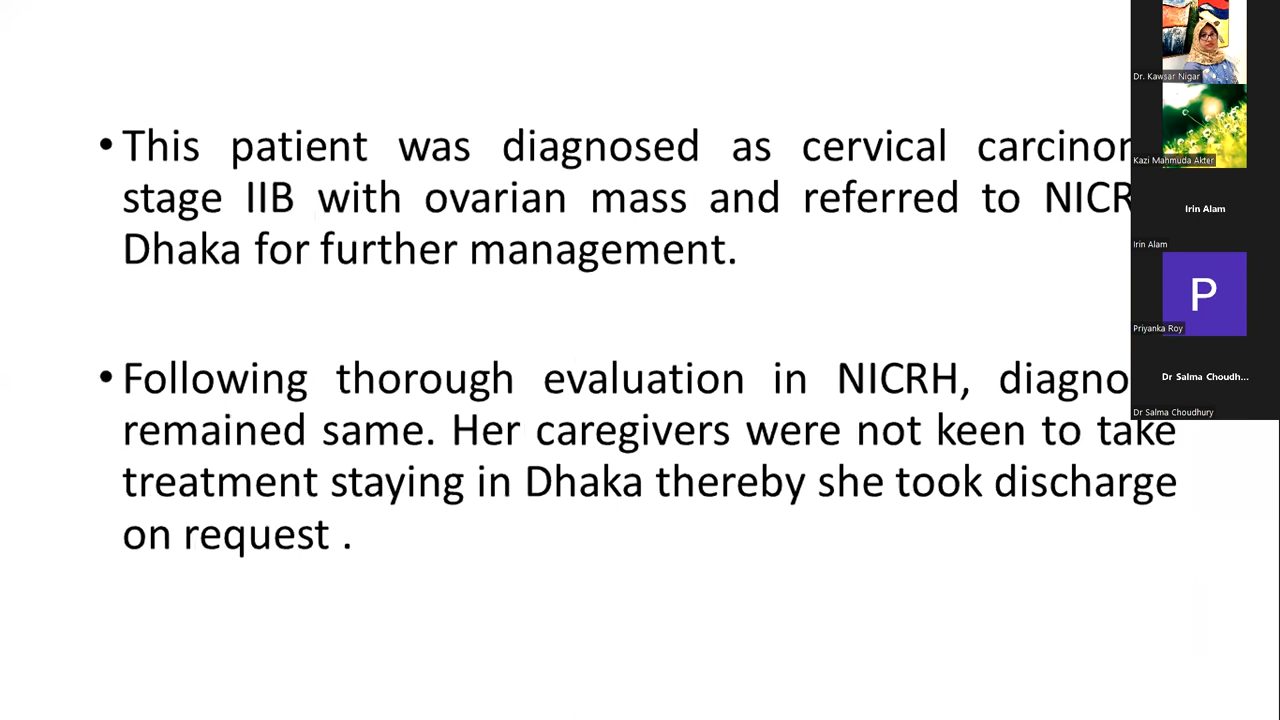 • This patient was diagnosed as cervical
stage IIB with ovarian mass and referred to
Dhaka for further management.
• Following thorough evaluation in NICRH,
remained same. Her caregivers were not keen to take
treatment staying in Dhaka thereby she took discharge
on request .
Dr. Kawsar Nigar
Kazi Mahmuda Akter
Irin Alam
Irin Alam
P
Priyanka Roy
Dr Salma Choudh...
Dr Salma Choudhury